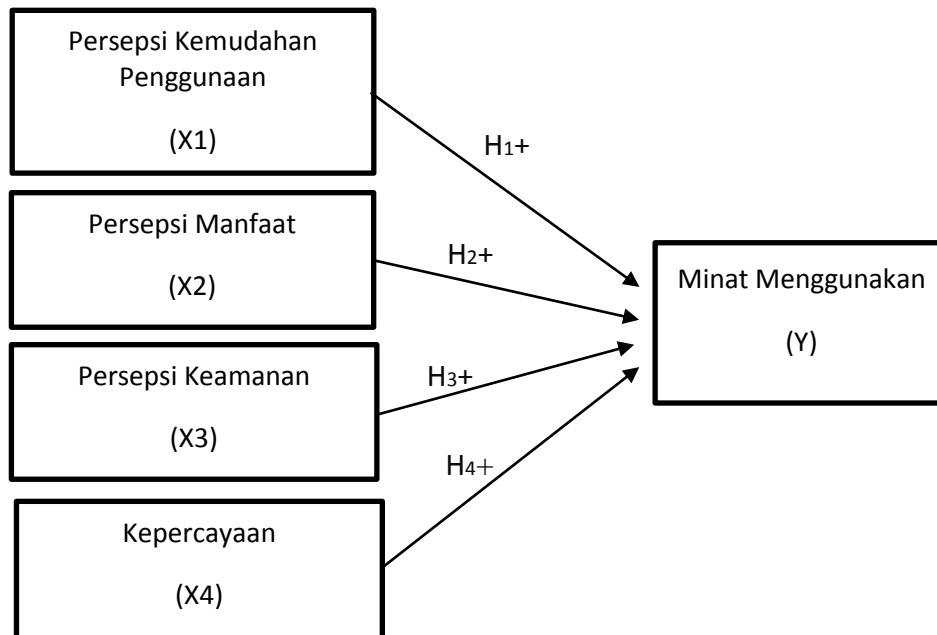 Persepsi Kemudahan
Penggunaan
(X1)
H1+
Persepsi Manfaat
(X2)
H2+
Minat Menggunakan
(Y)
Persepsi Keamanan
(X3)
H3+
H4+
Kepercayaan
(X4)